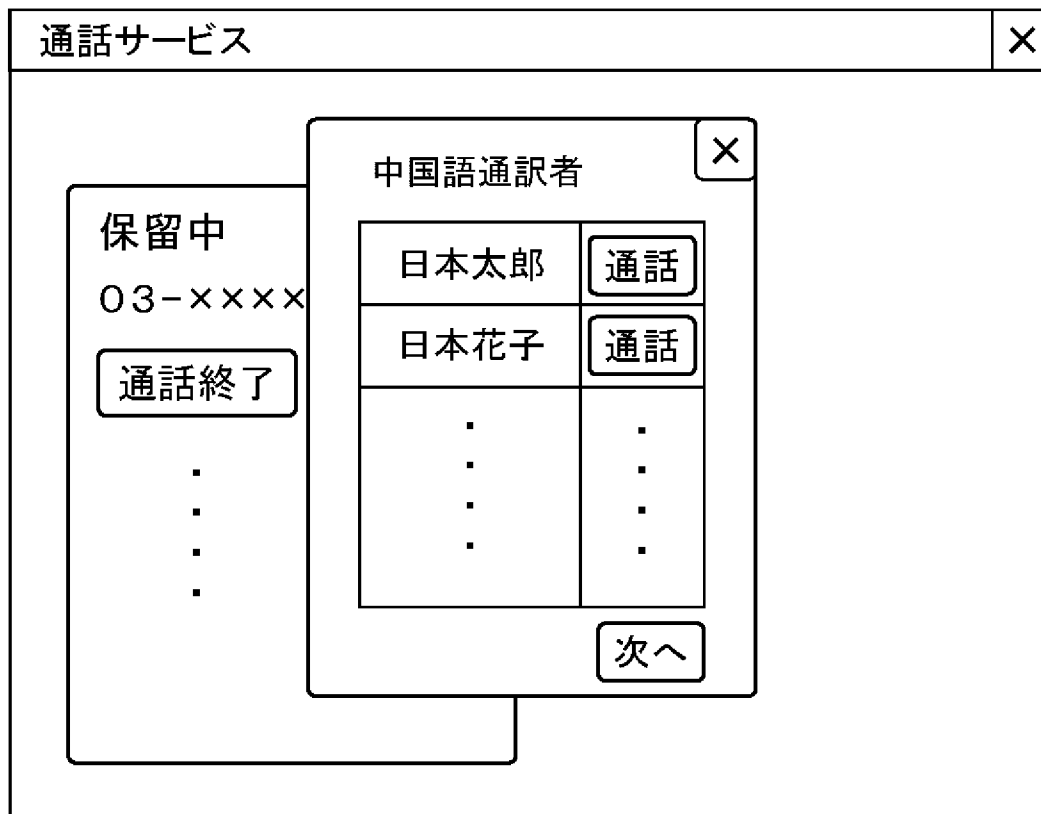 通話サービス
×
保留中
03-××××
通話終了
中国語通訳者
×
日本太郎 通話
日本花子 通話
次へ